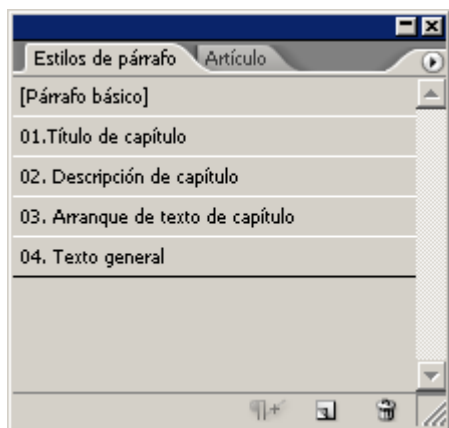 Estilos de párrafo Artículo
[Párrafo básico]
01.Título de capítulo
02. Descripción de capítulo
03. Arranque de texto de capítulo
04. Texto general